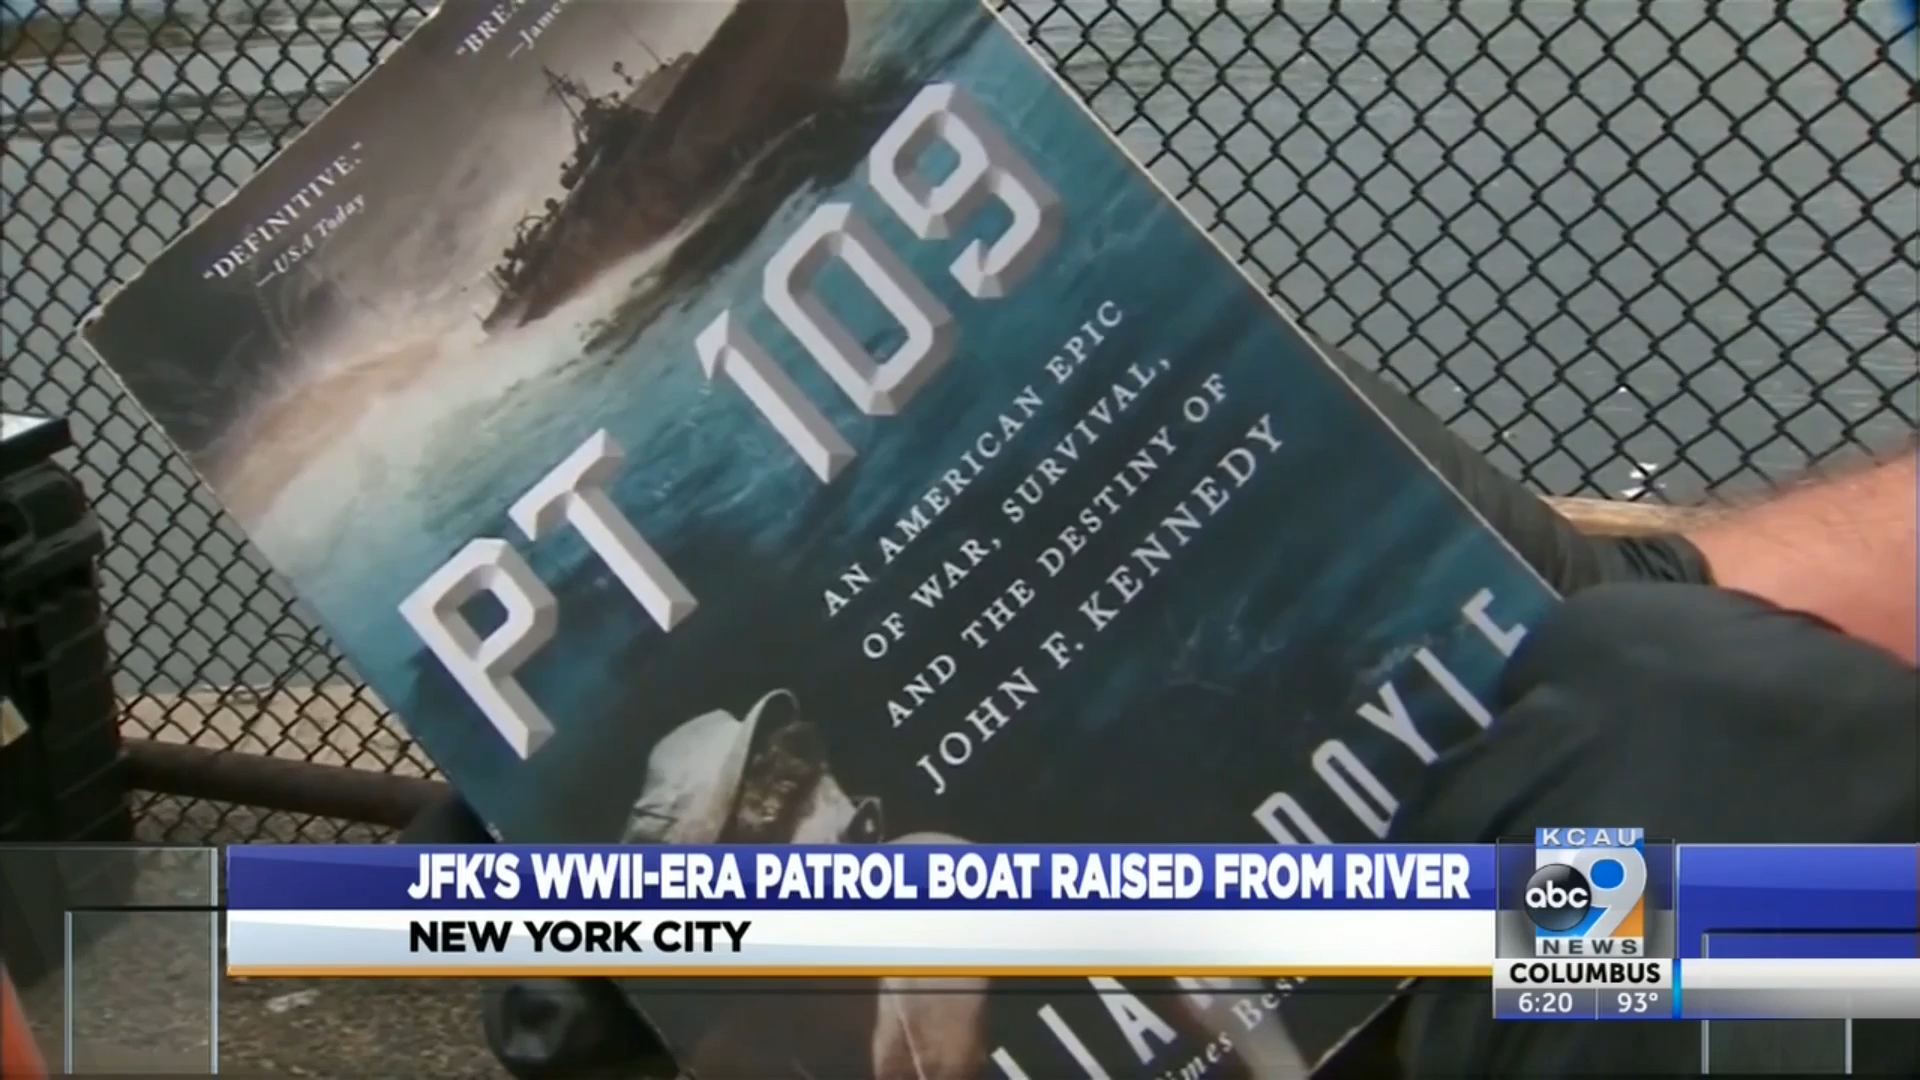 "DEFINITIVE."
—USA Today
PT 109
AN AMERICAN EPIC
OF WAR, SURVIVAL,
AND THE DESTINY OF
JOHN F. KENNEDY
JFK'S WWII-ERA PATROL BOAT RAISED FROM RIVER
NEW YORK CITY
KCAU
abc 9
NEWS
COLUMBUS
6:20 93°